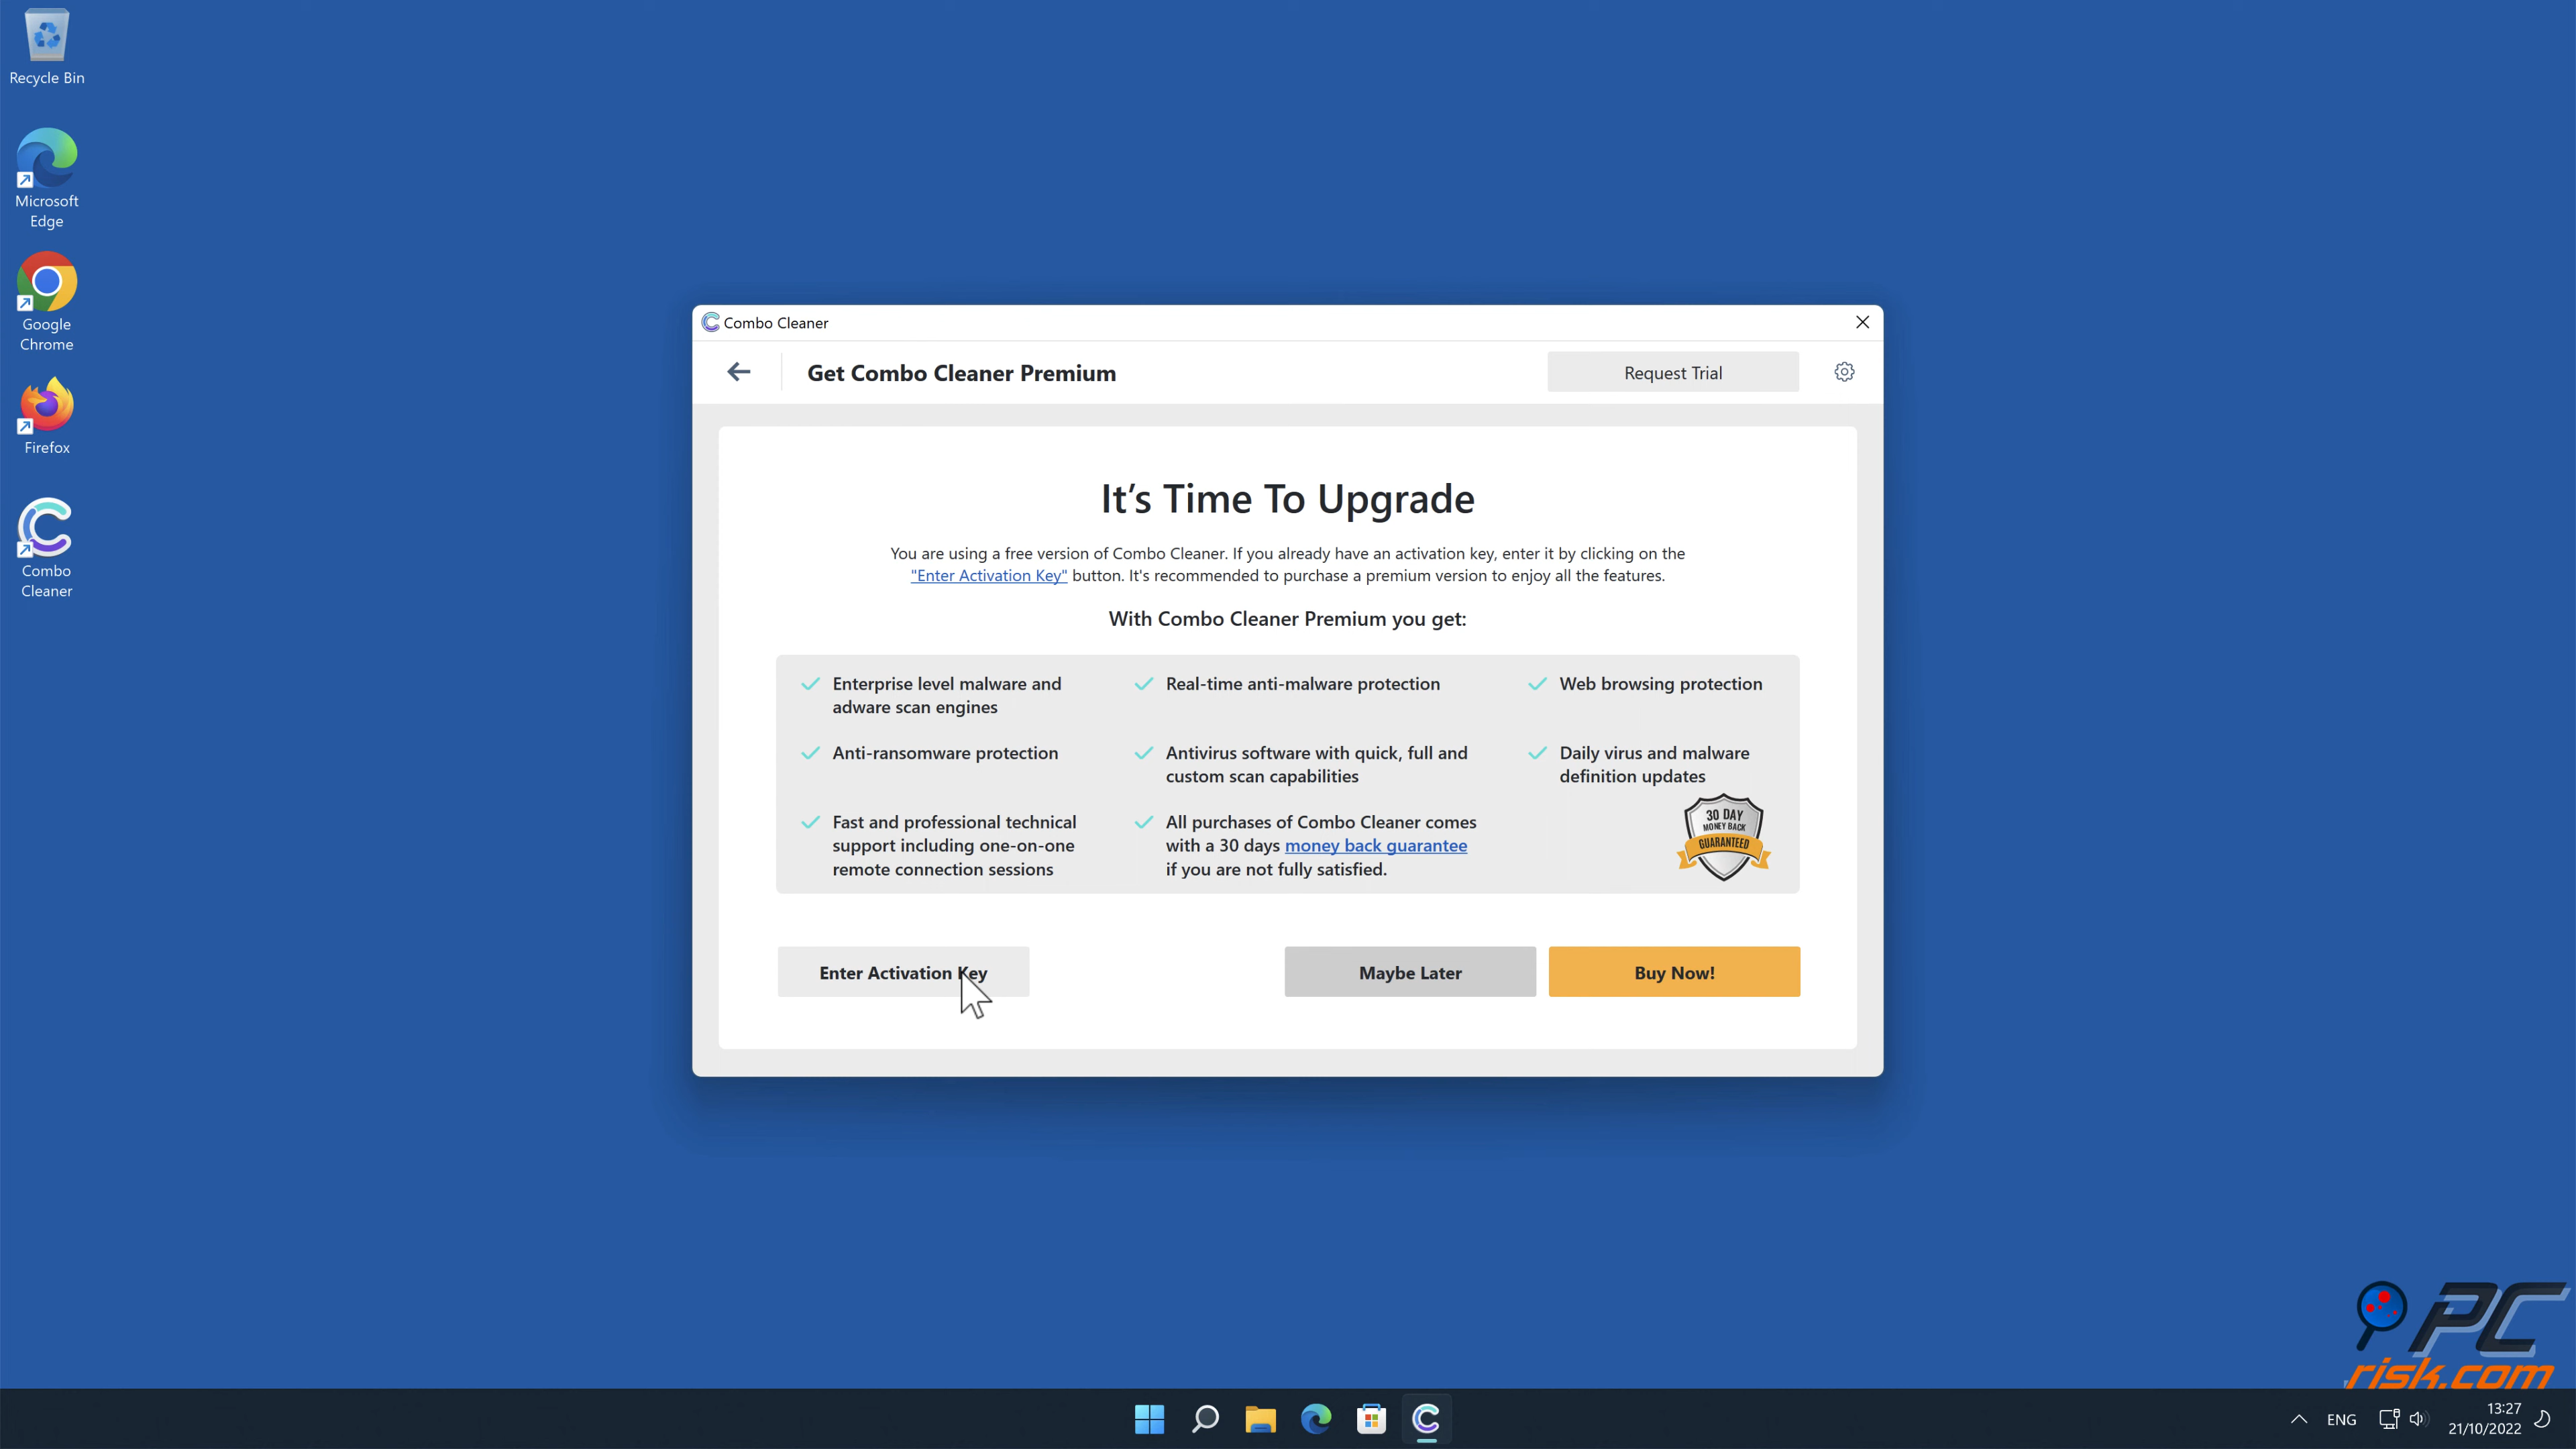 Recycle Bin
Microsoft
Edge
Google
Chrome
Firefox
Combo
Cleaner
Combo Cleaner
Get Combo Cleaner Premium
Request Trial
It’s Time To Upgrade
You are using a free version of Combo Cleaner. If you already have an activation key, enter it by clicking on the
"Enter Activation Key" button. It's recommended to purchase a premium version to enjoy all the features.
With Combo Cleaner Premium you get:
Enterprise level malware and
adware scan engines
Real-time anti-malware protection
Web browsing protection
Anti-ransomware protection
Antivirus software with quick, full and
custom scan capabilities
Daily virus and malware
definition updates
Fast and professional technical
support including one-on-one
remote connection sessions
All purchases of Combo Cleaner comes
with a 30 days money back guarantee
if you are not fully satisfied.
30 DAY
MONEY BACK
GUARANTEED
Enter Activation Key
Maybe Later
Buy Now!
PC
risk.com
ENG
13:27
21/10/2022